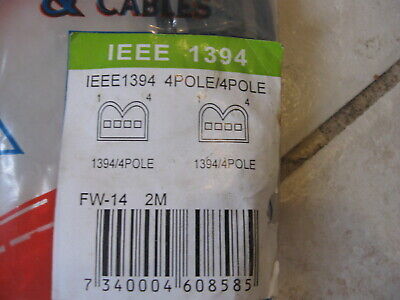 & CABLES
IEEE 1394
IEEE1394 4POLE/4POLE
1 4 1 4
1394/4POLE 1394/4POLE
FW-14 2M
7 340004 608585